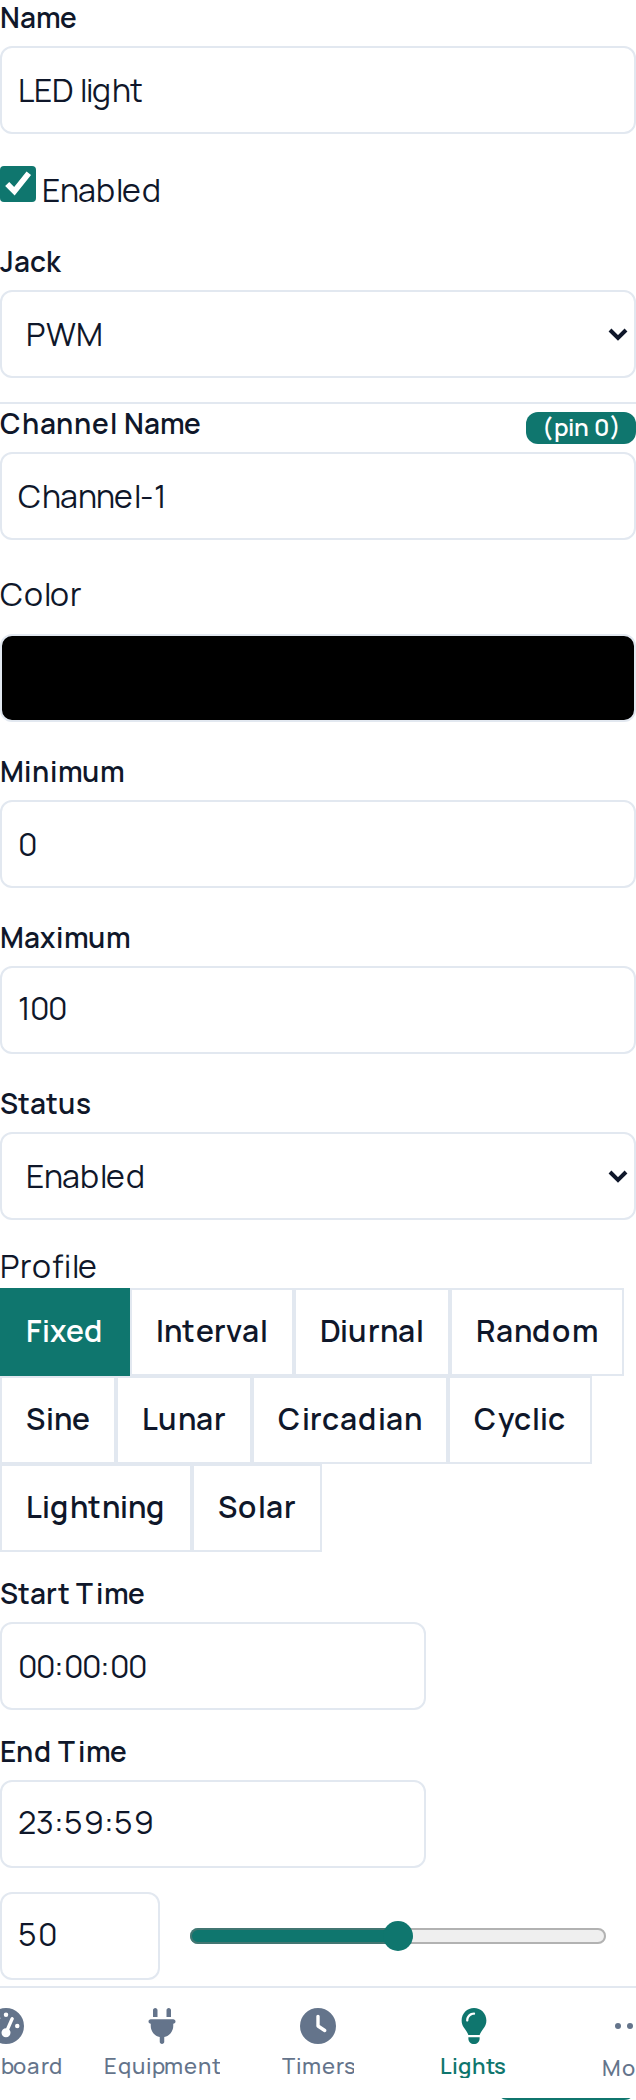 Name
LED light
Enabled
Jack
PWM
Channel Name (pin 0)
Channel-1
Color
Minimum
0
Maximum
100
Status
Enabled
Profile
Fixed Interval Diurnal Random
Sine Lunar Circadian Cyclic
Lightning Solar
Start Time
00:00:00
End Time
23:59:59
50
board Equipment Timers Lights Mo